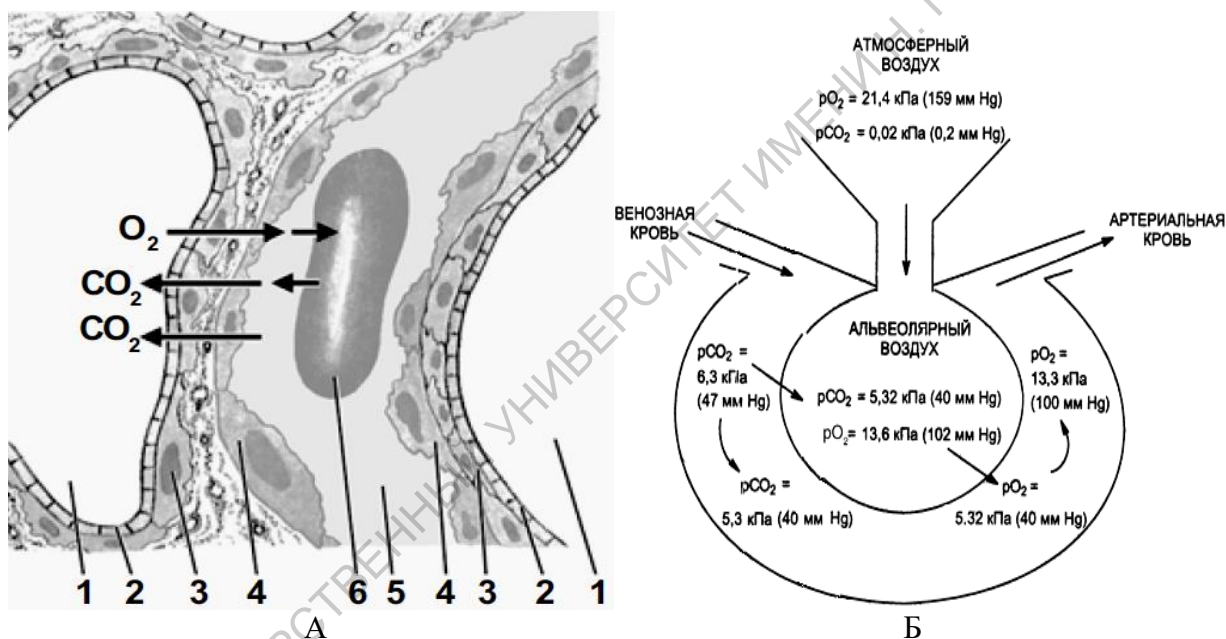 O₂
CO₂
CO₂
1 2 3 4 6 5 4 3 2 1
А
АТМОСФЕРНЫЙ
ВОЗДУХ
pO₂ = 21,4 кПа (159 мм Hg)
pCO₂ = 0,02 кПа (0,2 мм Hg)
ВЕНОЗНАЯ
КРОВЬ
АРТЕРИАЛЬНАЯ
КРОВЬ
АЛЬВЕОЛЯРНЫЙ
ВОЗДУХ
pCO₂ =
6,3 кПа
(47 мм Hg)
pCO₂ = 5,32 кПа (40 мм Hg)
pO₂ = 13,6 кПа (102 мм Hg)
pO₂ =
13,3 кПа
(100 мм Hg)
pCO₂ =
5,3 кПа (40 мм Hg)
pO₂ =
5.32 кПа (40 мм Hg)
Б
УНИВЕРСИТЕТ ИМЕНИ Н.